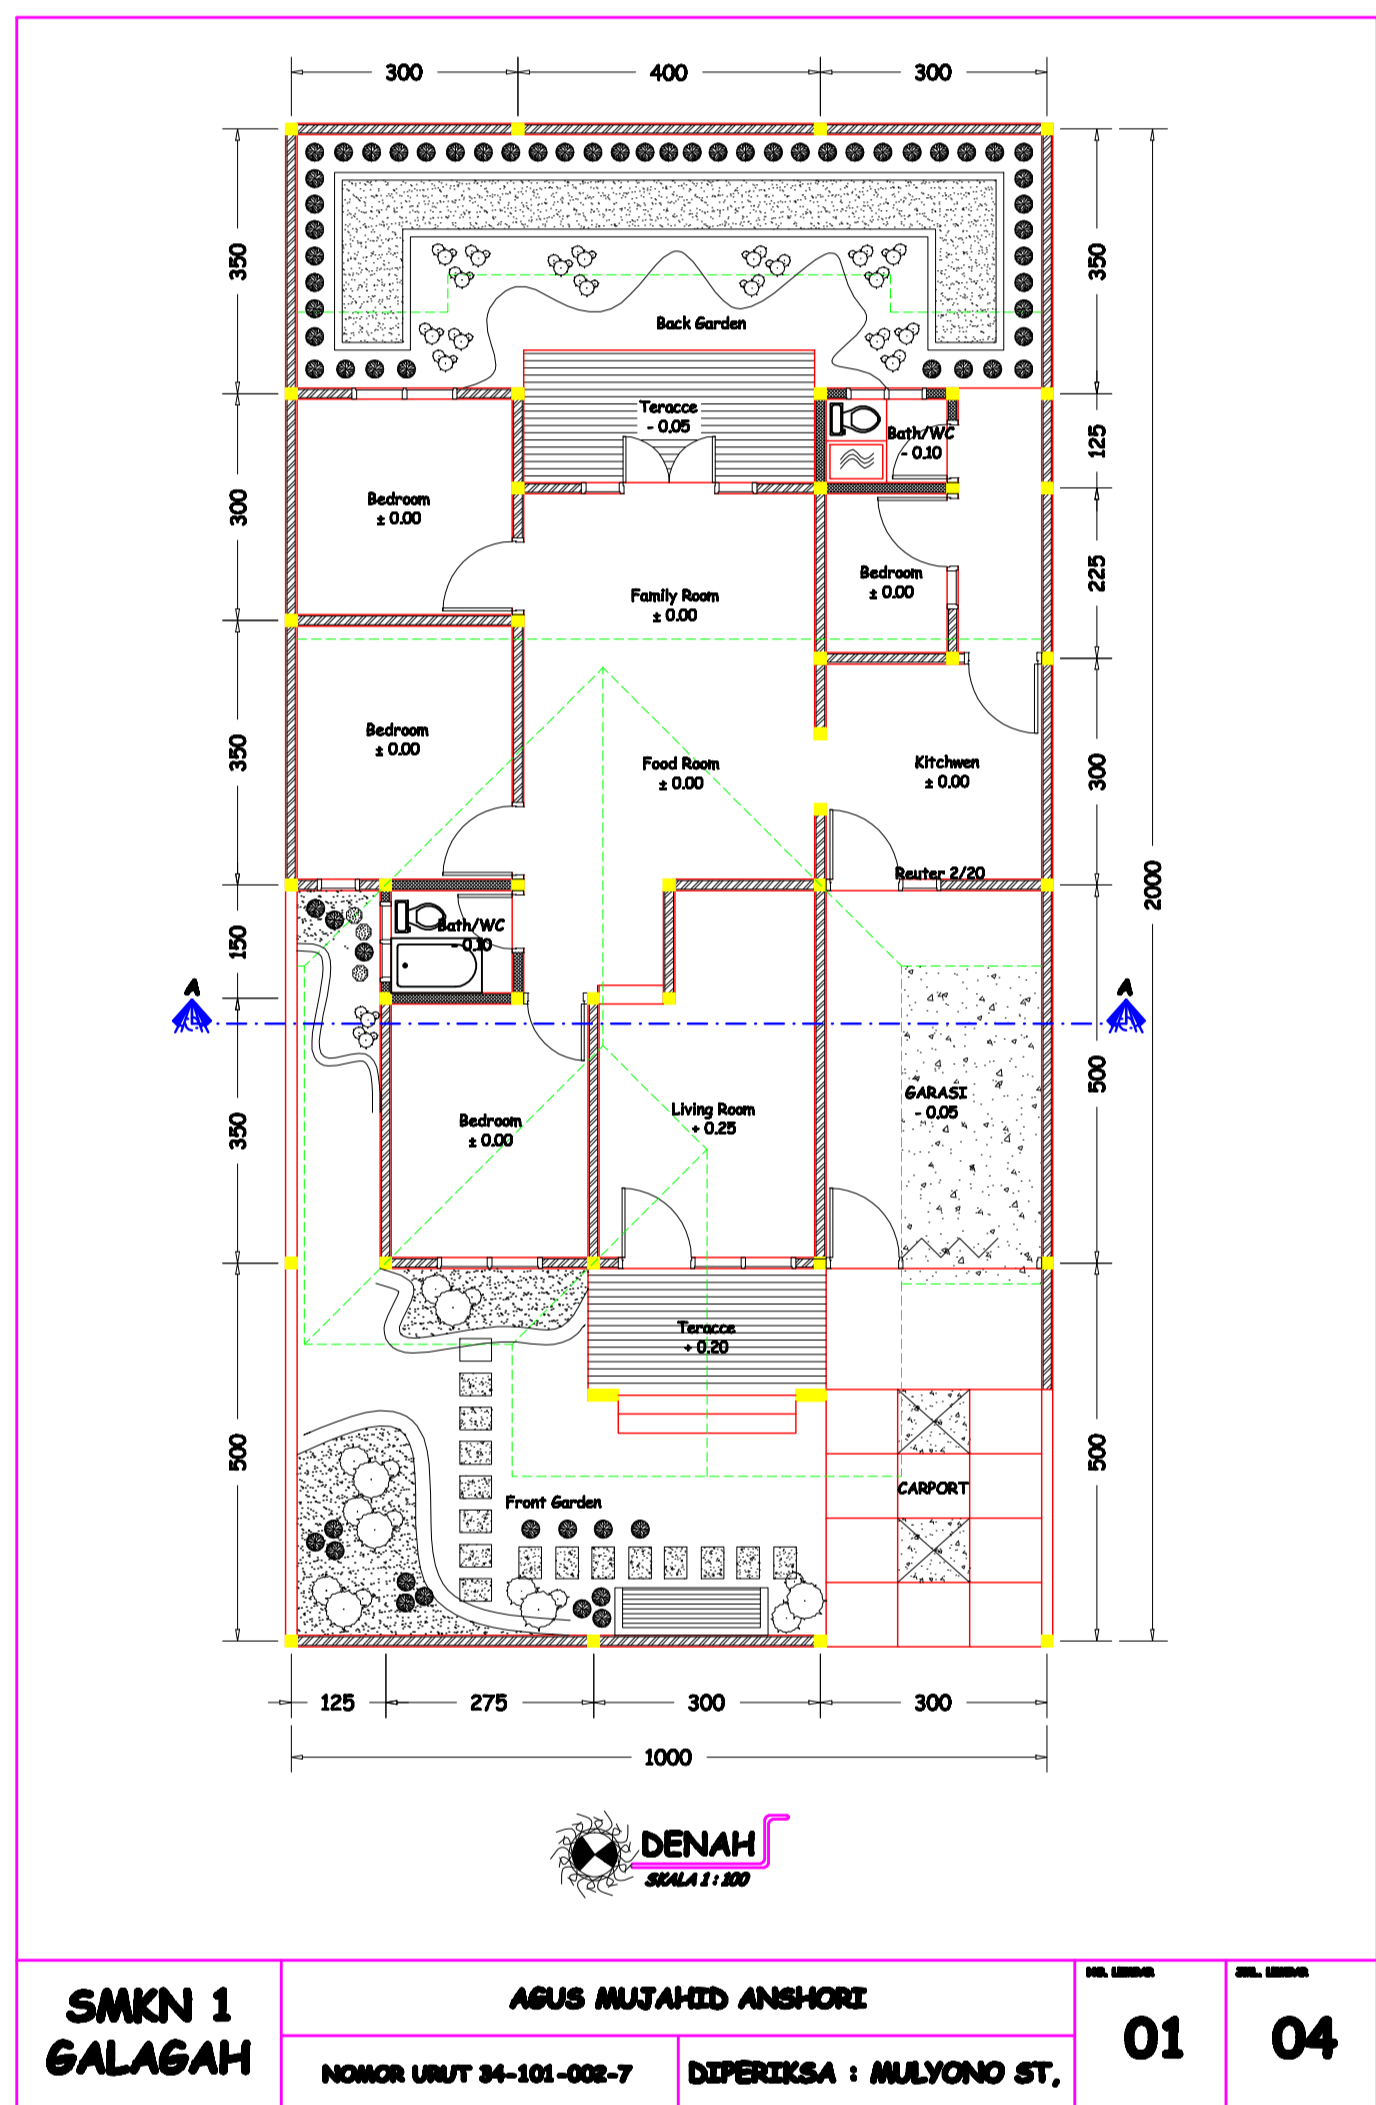 300
400
300
350
350
Back Garden
Teracce
- 0.05
Bath/WC
- 0.10
125
300
Bedroom
± 0.00
Bedroom
± 0.00
225
Family Room
± 0.00
350
Bedroom
± 0.00
Food Room
± 0.00
Kitchwen
± 0.00
300
Reuter 2/20
2000
150
Bath/WC
- 0.10
A
A
500
350
Bedroom
± 0.00
Living Room
+ 0.25
GARASI
- 0.05
Teracce
+ 0.20
500
500
CARPORT
Front Garden
125
275
300
300
1000
DENAH
SKALA 1 : 100
SMKN 1
GALAGAH
AGUS MUJAHID ANSHORI
NOMOR URUT 34-101-002-7
DIPERIKSA : MULYONO ST,
NO. LEMBAR
01
JML. LEMBAR
04